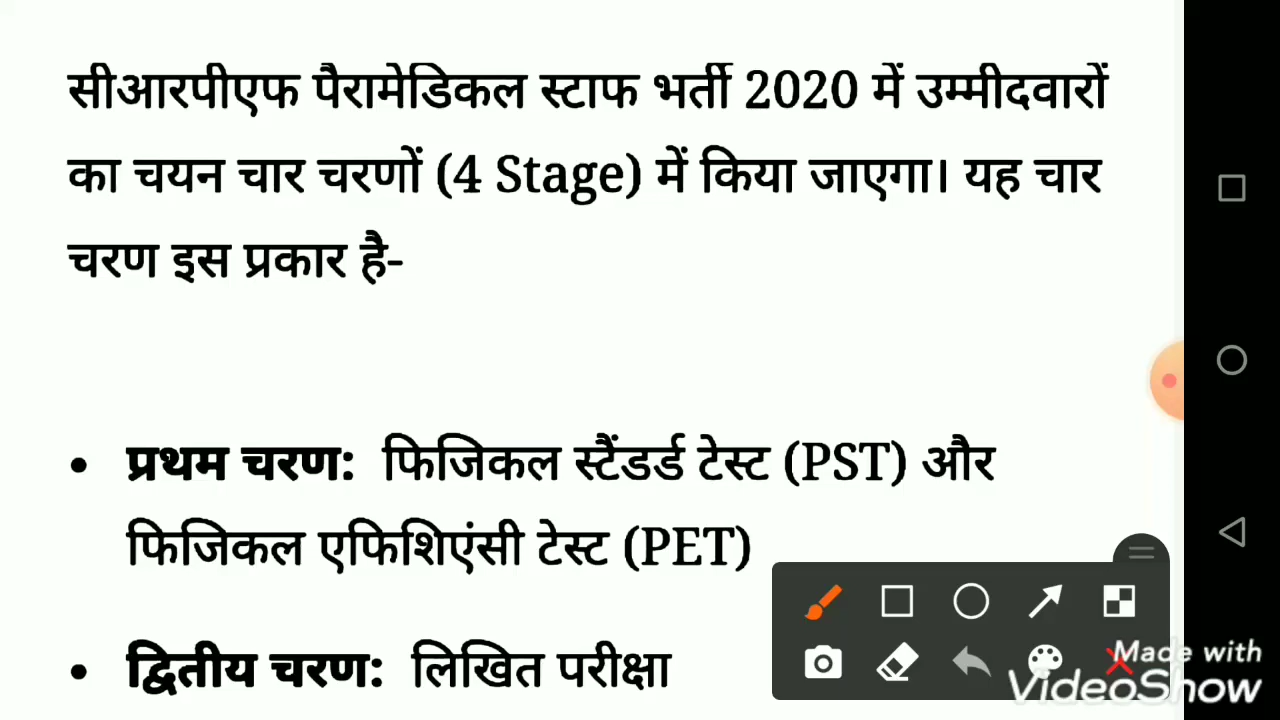 सीआरपीएफ पैरामेडिकल स्टाफ भर्ती 2020 में उम्मीदवारों
का चयन चार चरणों (4 Stage) में किया जाएगा। यह चार
चरण इस प्रकार है-
• प्रथम चरण: फिजिकल स्टैंडर्ड टेस्ट (PST) और
फिजिकल एफिशिएंसी टेस्ट (PET)
• द्वितीय चरण: लिखित परीक्षा
Made with
VideoShow